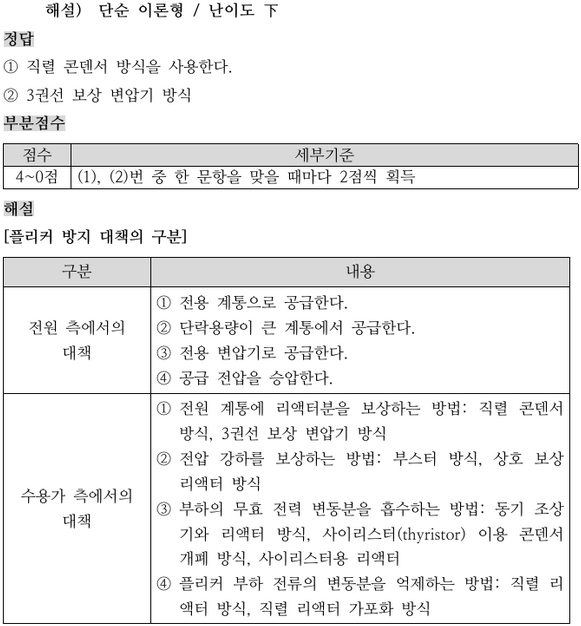 해설) 단순 이론형 / 난이도 下
정답
① 직렬 콘덴서 방식을 사용한다.
② 3권선 보상 변압기 방식
부분점수
점수 세부기준
4~0점 (1), (2)번 중 한 문항을 맞을 때마다 2점씩 획득
해설
[플리커 방지 대책의 구분]
구분 내용
전원 측에서의
대책
① 전용 계통으로 공급한다.
② 단락용량이 큰 계통에서 공급한다.
③ 전용 변압기로 공급한다.
④ 공급 전압을 승압한다.
수용가 측에서의
대책
① 전원 계통에 리액터분을 보상하는 방법: 직렬 콘덴서
방식, 3권선 보상 변압기 방식
② 전압 강하를 보상하는 방법: 부스터 방식, 상호 보상
리액터 방식
③ 부하의 무효 전력 변동분을 흡수하는 방법: 동기 조상
기와 리액터 방식, 사이리스터(thyristor) 이용 콘덴서
개폐 방식, 사이리스터용 리액터
④ 플리커 부하 전류의 변동분을 억제하는 방법: 직렬 리
액터 방식, 직렬 리액터 가포화 방식